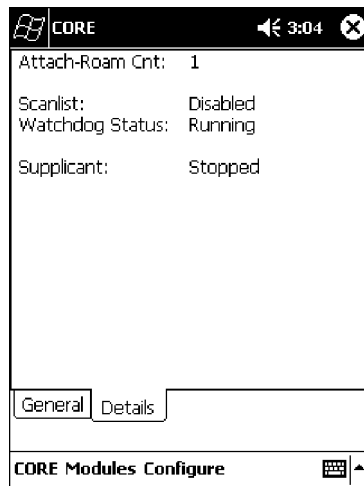 CORE 3:04
Attach-Roam Cnt: 1
Scanlist: Disabled
Watchdog Status: Running
Supplicant: Stopped
General Details
CORE Modules Configure